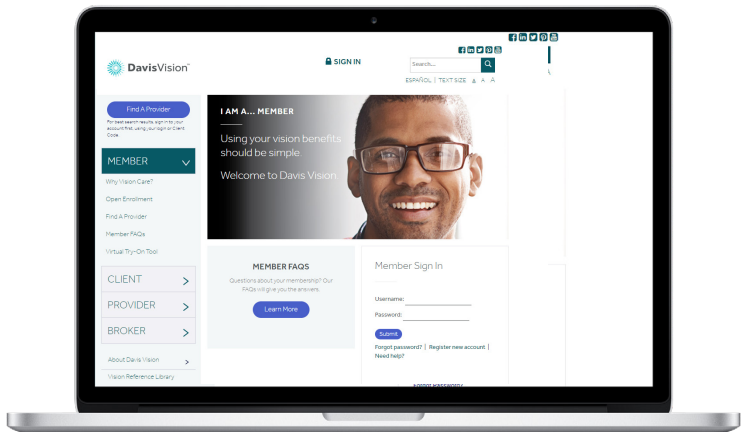 DavisVision™
SIGN IN
Search...
ESPAÑOL | TEXT SIZE A A A
Find A Provider
For best search results, sign in to your
account first, using your login or Client
Code.
MEMBER
Why Vision Care?
Open Enrollment
Find A Provider
Member FAQs
Virtual Try-On Tool
CLIENT
PROVIDER
BROKER
About Davis Vision
Vision Reference Library
I AM A... MEMBER
Using your vision benefits
should be simple.
Welcome to Davis Vision.
MEMBER FAQS
Questions about your membership? Our
FAQs will give you the answers.
Learn More
Member Sign In
Username:
Password:
Submit
Forgot password? | Register new account |
Need help?
Forgot Password?